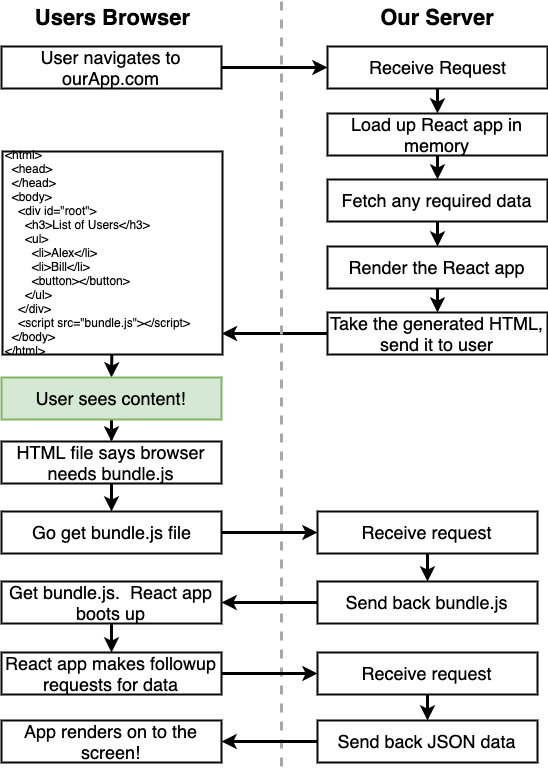 Users Browser
Our Server
User navigates to
ourApp.com
Receive Request
Load up React app in
memory
Fetch any required data
Render the React app
Take the generated HTML,
send it to user
<html>
<head>
</head>
<body>
<div id="root">
<h3>List of Users</h3>
<ul>
<li>Alex</li>
<li>Bill</li>
<button></button>
</ul>
</div>
<script src="bundle.js"></script>
</body>
</html>
User sees content!
HTML file says browser
needs bundle.js
Go get bundle.js file
Receive request
Send back bundle.js
Get bundle.js.  React app
boots up
React app makes followup
requests for data
Receive request
Send back JSON data
App renders on to the
screen!